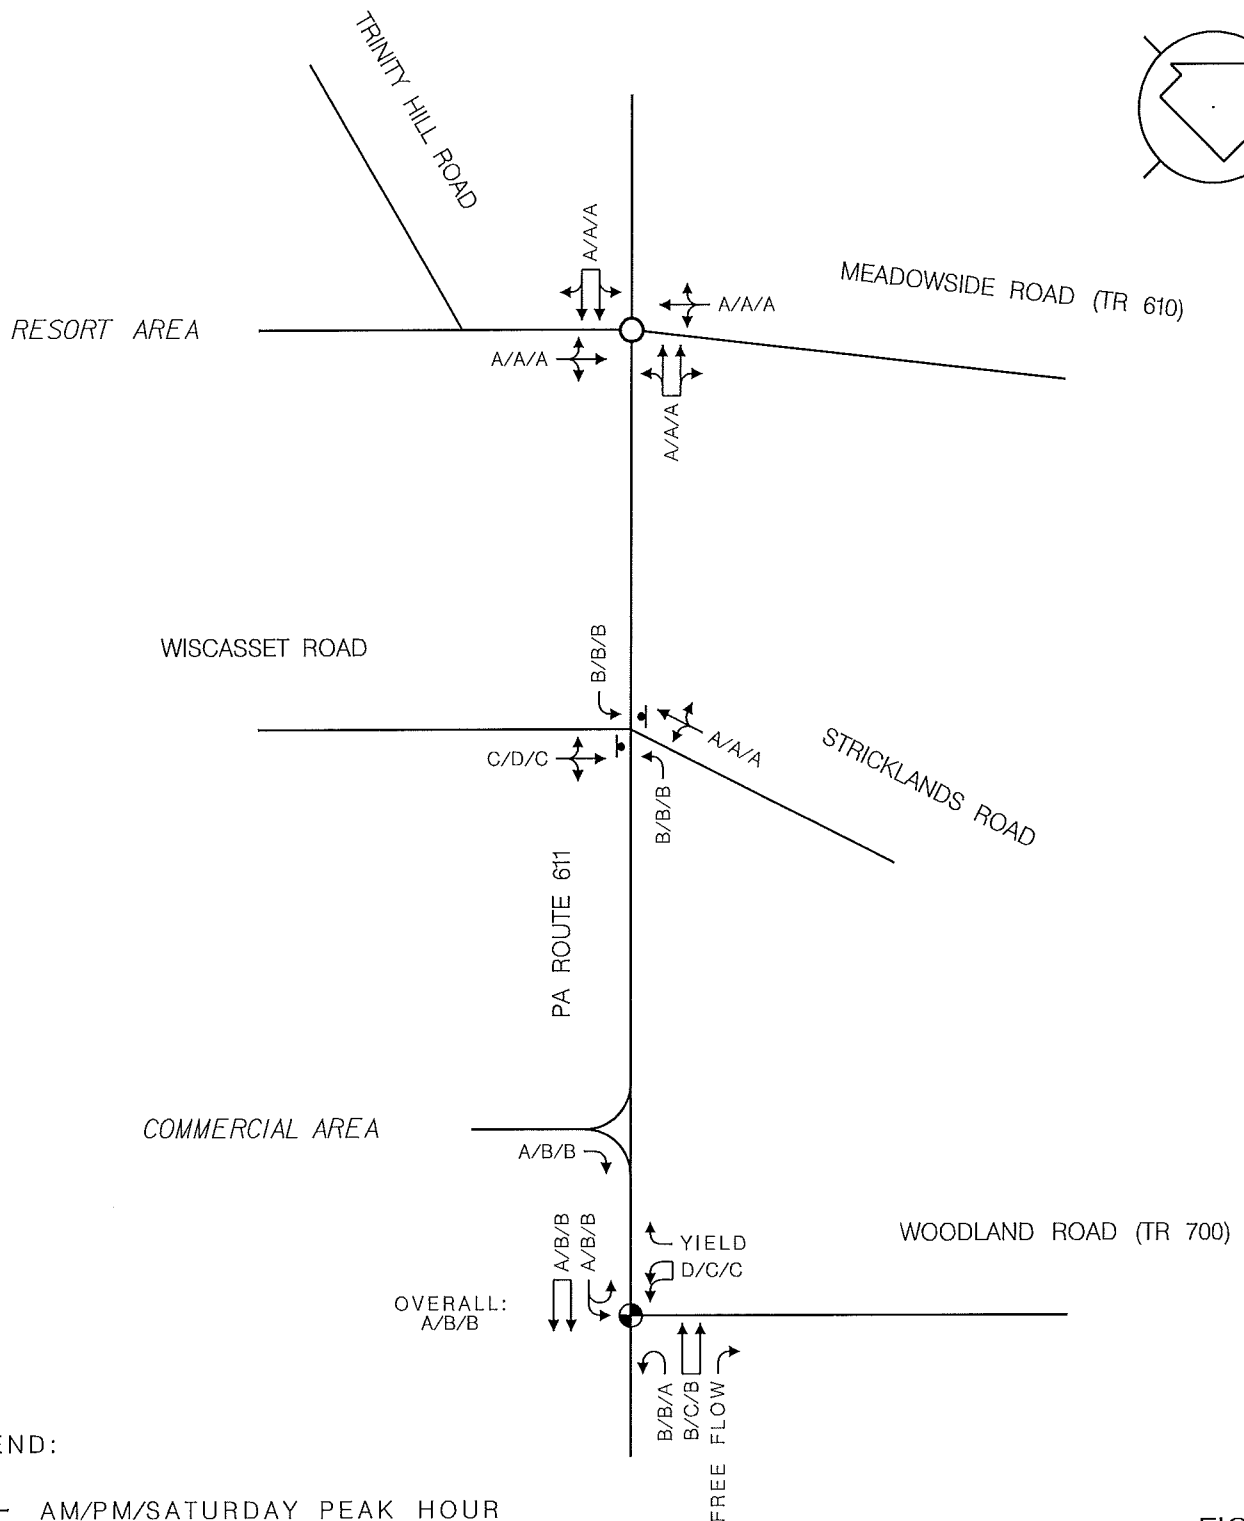 TRINITY HILL ROAD
A/A/A
MEADOWSIDE ROAD (TR 610)
A/A/A
RESORT AREA
A/A/A
A/A/A
WISCASSET ROAD
B/B/B
A/A/A
STRICKLANDS ROAD
C/D/C
B/B/B
PA ROUTE 611
COMMERCIAL AREA
A/B/B
WOODLAND ROAD (TR 700)
A/B/B
A/B/B
YIELD
D/C/C
OVERALL:
A/B/B
B/B/A
B/C/B
FREE FLOW
END:
- AM/PM/SATURDAY PEAK HOUR
FIG